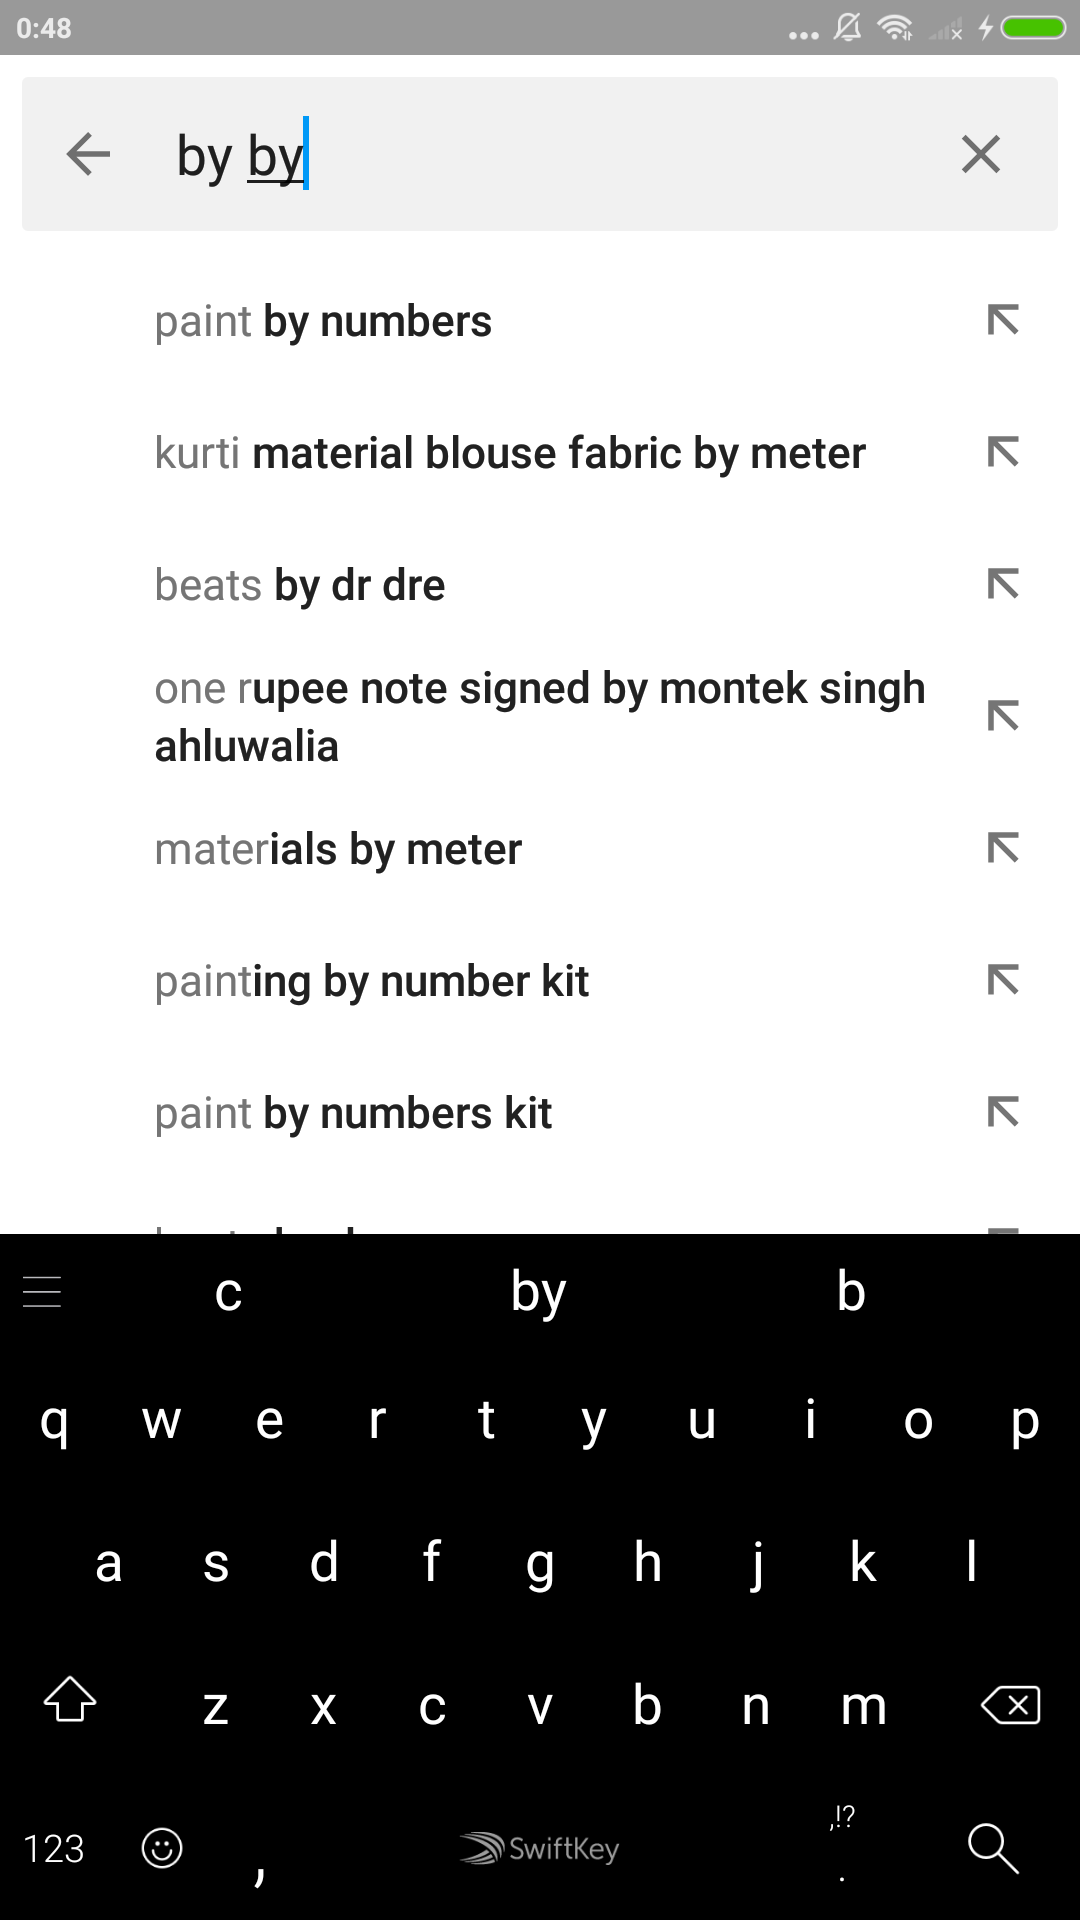 0:48
by by
paint by numbers
kurti material blouse fabric by meter
beats by dr dre
one rupee note signed by montek singh
ahluwalia
materials by meter
painting by number kit
paint by numbers kit
c by b
q w e r t y u i o p
a s d f g h j k l
z x c v b n m
,!?
123 , SwiftKey .